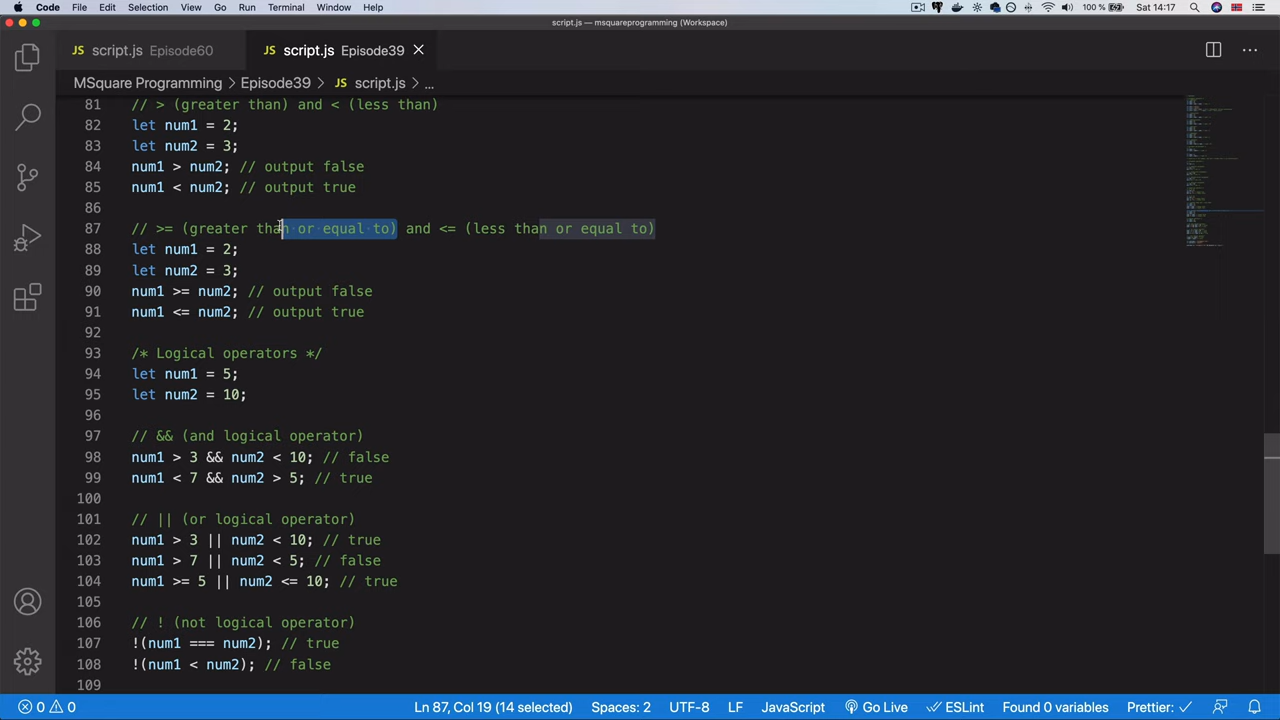 Code File Edit Selection View Go Run Terminal Window Help 100 % Sat 14:17
script.js — msquareprogramming (Workspace)
JS script.js Episode60 JS script.js Episode39
MSquare Programming > Episode39 > JS script.js > ...
81 // > (greater than) and < (less than)
82 let num1 = 2;
83 let num2 = 3;
84 num1 > num2; // output false
85 num1 < num2; // output true
86
87 // >= (greater than or equal to) and <= (less than or equal to)
88 let num1 = 2;
89 let num2 = 3;
90 num1 >= num2; // output false
91 num1 <= num2; // output true
92
93 /* Logical operators */
94 let num1 = 5;
95 let num2 = 10;
96
97 // && (and logical operator)
98 num1 > 3 && num2 < 10; // false
99 num1 < 7 && num2 > 5; // true
100
101 // || (or logical operator)
102 num1 > 3 || num2 < 10; // true
103 num1 > 7 || num2 < 5; // false
104 num1 >= 5 || num2 <= 10; // true
105
106 // ! (not logical operator)
107 !(num1 === num2); // true
108 !(num1 < num2); // false
109
0 0 Ln 87, Col 19 (14 selected) Spaces: 2 UTF-8 LF JavaScript Go Live ESLint Found 0 variables Prettier: ✓